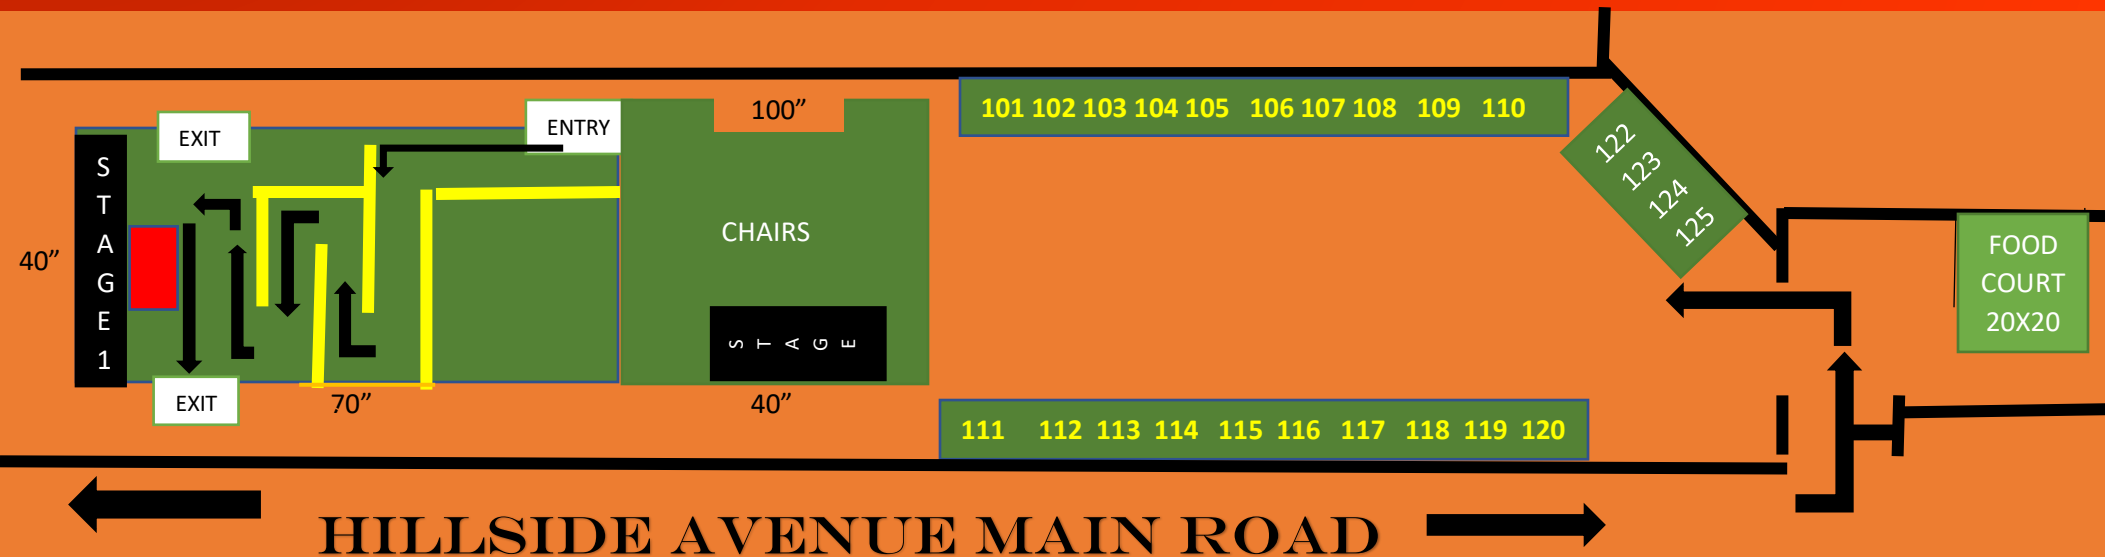 100”
101 102 103 104 105 106 107 108 109 110
EXIT
ENTRY
STAGE1
122
123
124
125
CHAIRS
40”
FOOD
COURT
20X20
STAGE
EXIT
70”
40”
111 112 113 114 115 116 117 118 119 120
HILLSIDE AVENUE MAIN ROAD